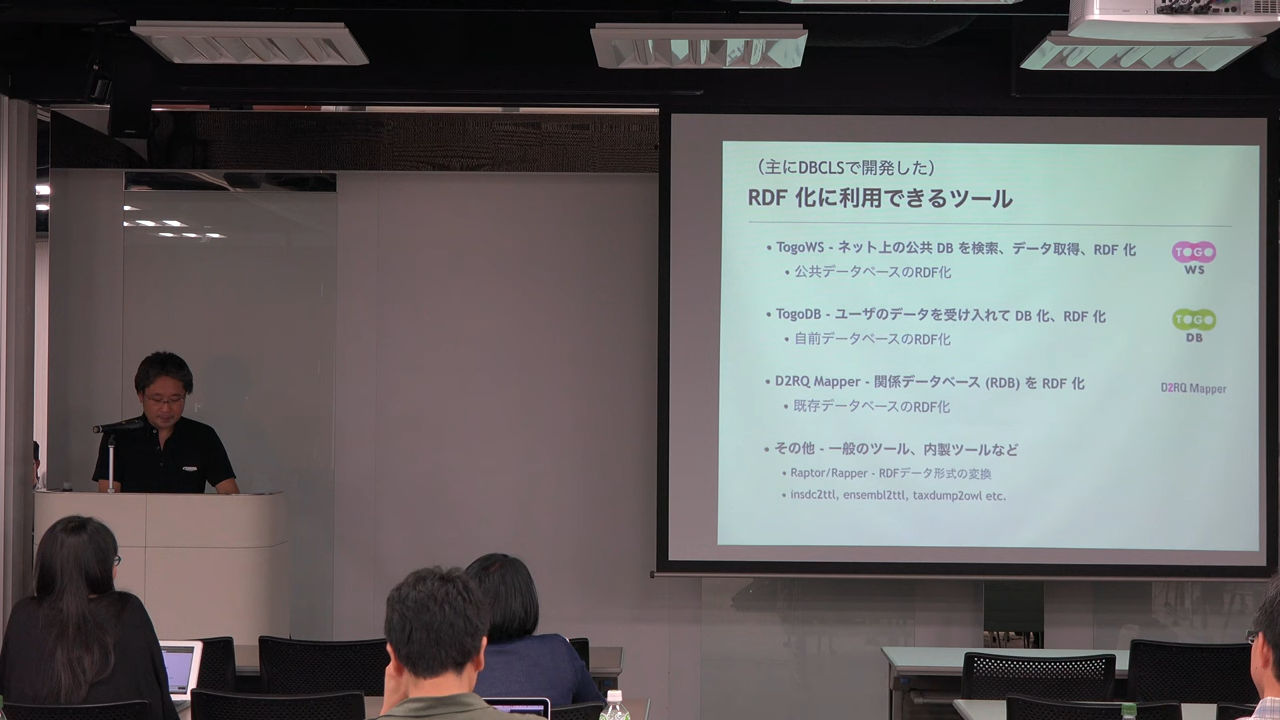 （主にDBCLSで開発した）
RDF 化に利用できるツール
• TogoWS - ネット上の公共 DB を検索、データ取得、RDF 化
• 公共データベースのRDF化
TOGO
WS
• TogoDB - ユーザのデータを受け入れて DB 化、RDF 化
• 自前データベースのRDF化
TOGO
DB
• D2RQ Mapper - 関係データベース (RDB) を RDF 化
• 既存データベースのRDF化
D2RQ Mapper
• その他 - 一般のツール、内製ツールなど
• Raptor/Rapper - RDFデータ形式の変換
• insdc2ttl, ensembl2ttl, taxdump2owl etc.